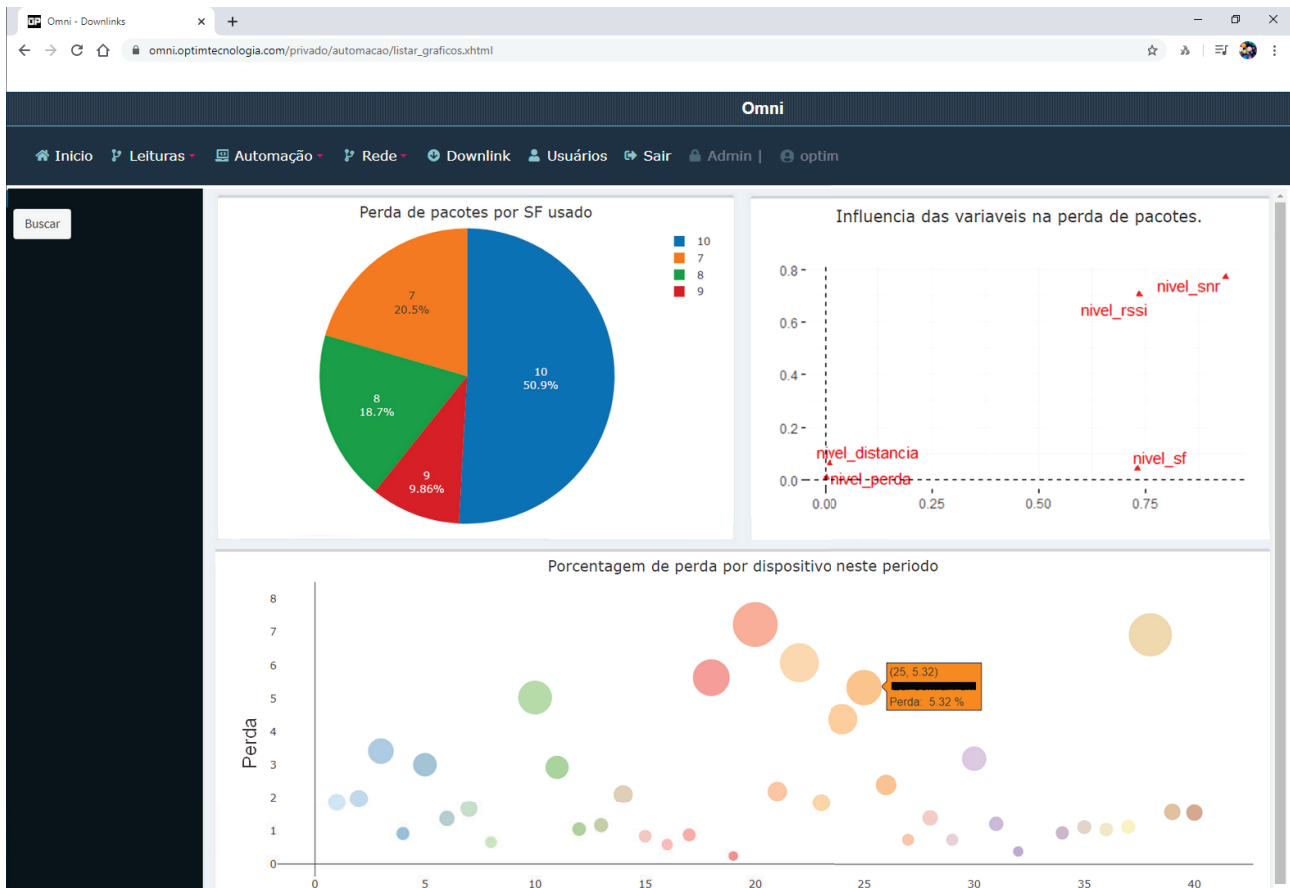 Omni - Downlinks
omni.optimtecnologia.com/privado/automacao/listar_graficos.xhtml
Omni
Inicio Leituras Automação Rede Downlink Usuários Sair Admin | optim
Buscar
Perda de pacotes por SF usado
10
7
8
9
7
20.5%
10
50.9%
8
18.7%
9
9.86%
Influencia das variaveis na perda de pacotes.
0.8
0.6
0.4
0.2
0.0
nivel_snr
nivel_rssi
nivel_distancia
nivel_sf
nivel_perda
0.00 0.25 0.50 0.75
Porcentagem de perda por dispositivo neste periodo
Perda
8
7
6
5
4
3
2
1
0
(25, 5.32)
Perda: 5.32 %
0 5 10 15 20 25 30 35 40